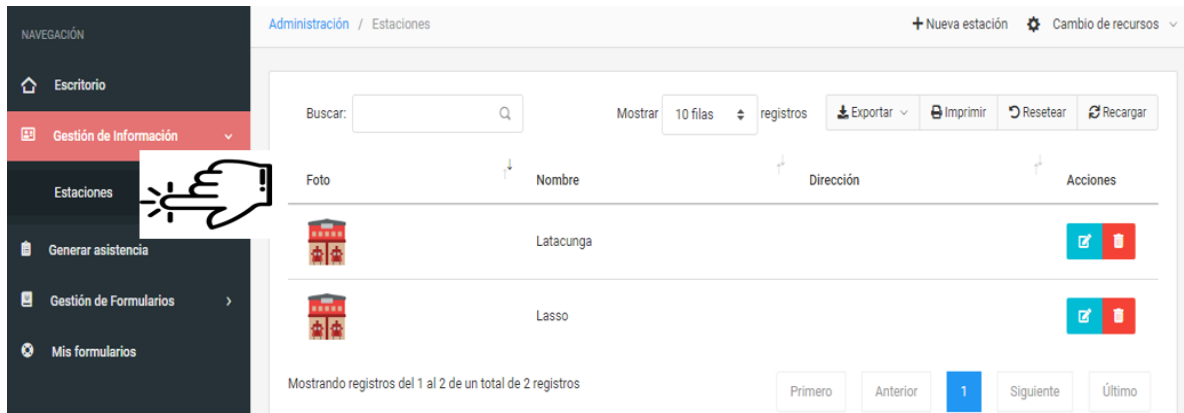 NAVEGACIÓN
Escritorio
Gestión de Información
Estaciones
Generar asistencia
Gestión de Formularios
Mis formularios
Administración / Estaciones
Nueva estación Cambio de recursos
Buscar: Mostrar 10 filas registros Exportar Imprimir Resetear Recargar
Foto Nombre Dirección Acciones
Latacunga
Lasso
Mostrando registros del 1 al 2 de un total de 2 registros
Primero Anterior 1 Siguiente Último